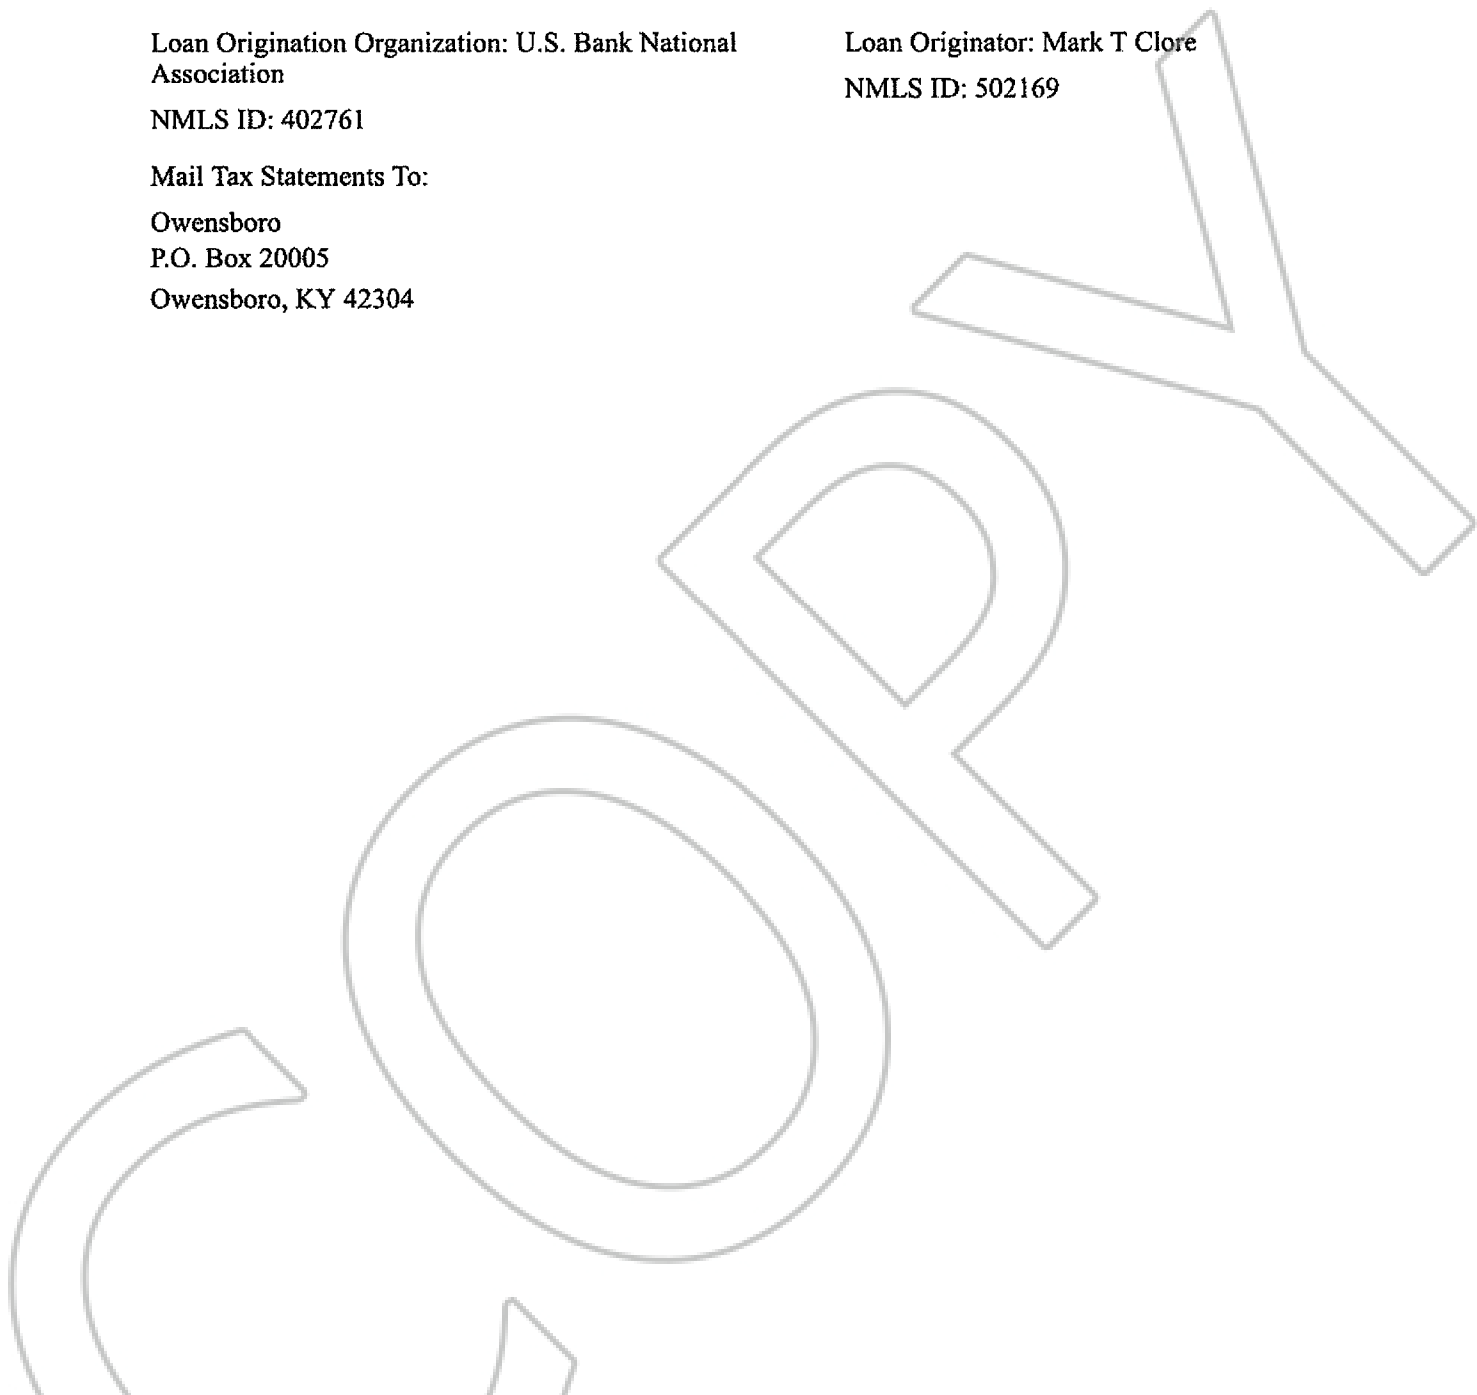 Loan Origination Organization: U.S. Bank National
Association
NMLS ID: 402761
Loan Originator: Mark T Clore
NMLS ID: 502169
Mail Tax Statements To:
Owensboro
P.O. Box 20005
Owensboro, KY 42304
COPY